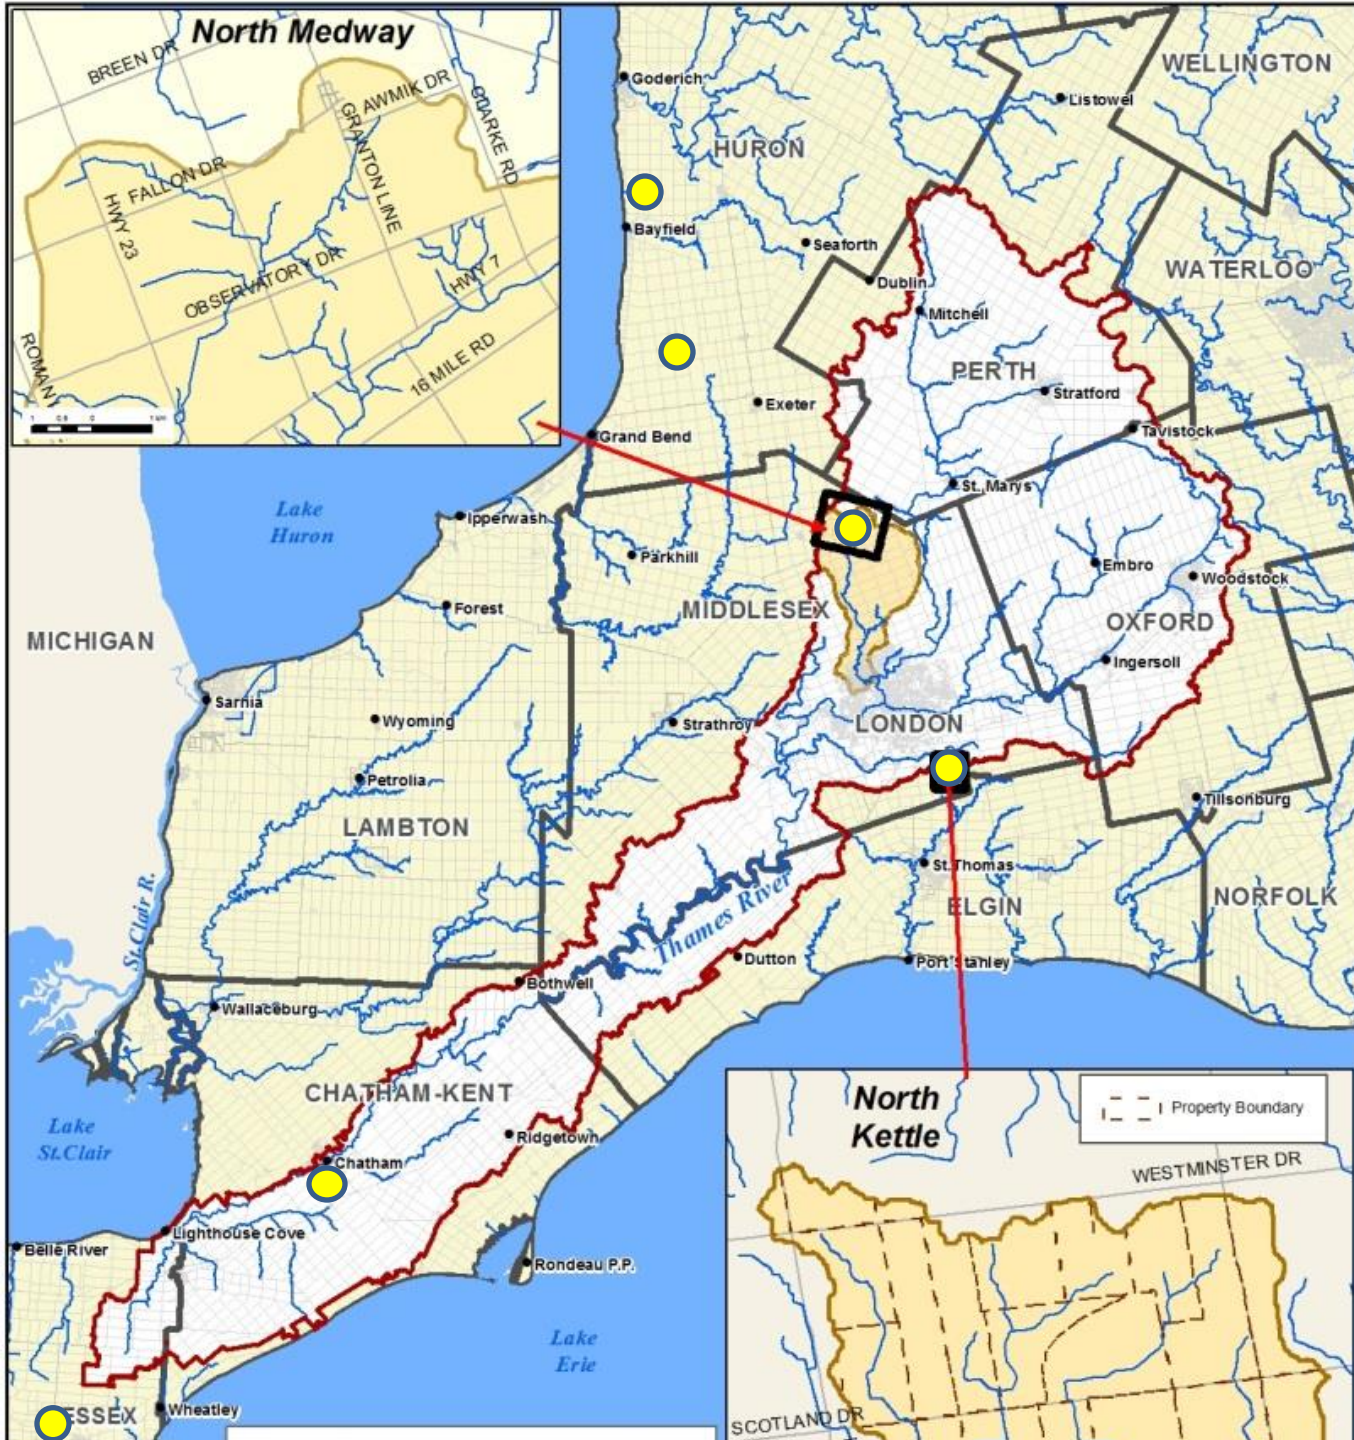 North Medway
BREEN DR
AWMIK DR
CLARKE RD
GRANTON LINE
FALLON DR
HWY 23
OBSERVATORY DR
HWY 7
16 MILE RD
Goderich
Listowel
WELLINGTON
HURON
Bayfield
Seaforth
Dublin
WATERLOO
Mitchell
PERTH
Stratford
Exeter
Tavistock
Grand Bend
St. Marys
Lake
Huron
Ipperwash
Parkhill
Embro
Woodstock
Forest
MIDDLESEX
OXFORD
MICHIGAN
Ingersoll
Sarnia
Wyoming
Strathroy
LONDON
Petrolia
Tillsonburg
LAMBTON
St.Thomas
NORFOLK
ELGIN
St.Clair R.
Thames River
Dutton
Port Stanley
Bothwell
Wallaceburg
CHATHAM-KENT
Lake
St.Clair
Ridgetown
Chatham
Lighthouse Cove
Belle River
Rondeau P.P.
Lake
Erie
ESSEX
Wheatley
North
Kettle
Property Boundary
WESTMINSTER DR
SCOTLAND DR